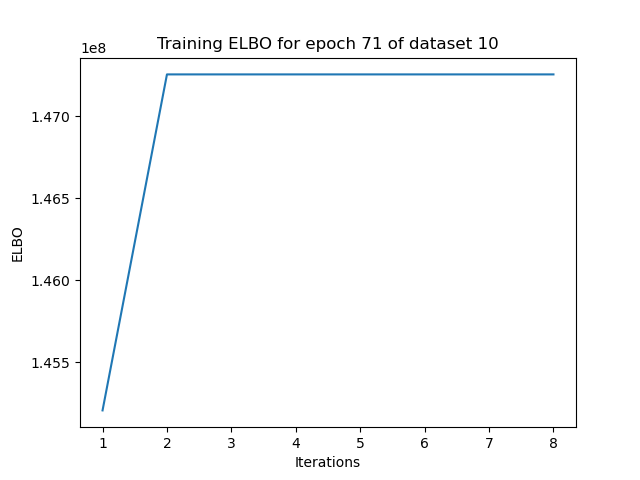 Training ELBO for epoch 71 of dataset 10
1e8
1.470
1.465
1.460
1.455
ELBO
1 2 3 4 5 6 7 8
Iterations